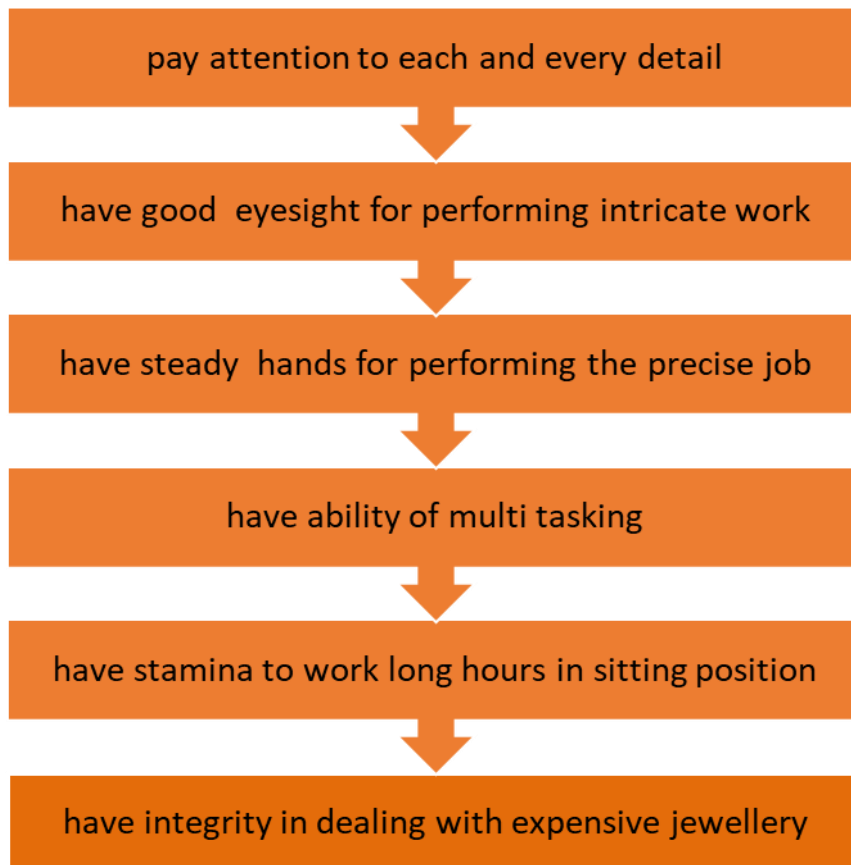 pay attention to each and every detail
have good eyesight for performing intricate work
have steady hands for performing the precise job
have ability of multi tasking
have stamina to work long hours in sitting position
have integrity in dealing with expensive jewellery